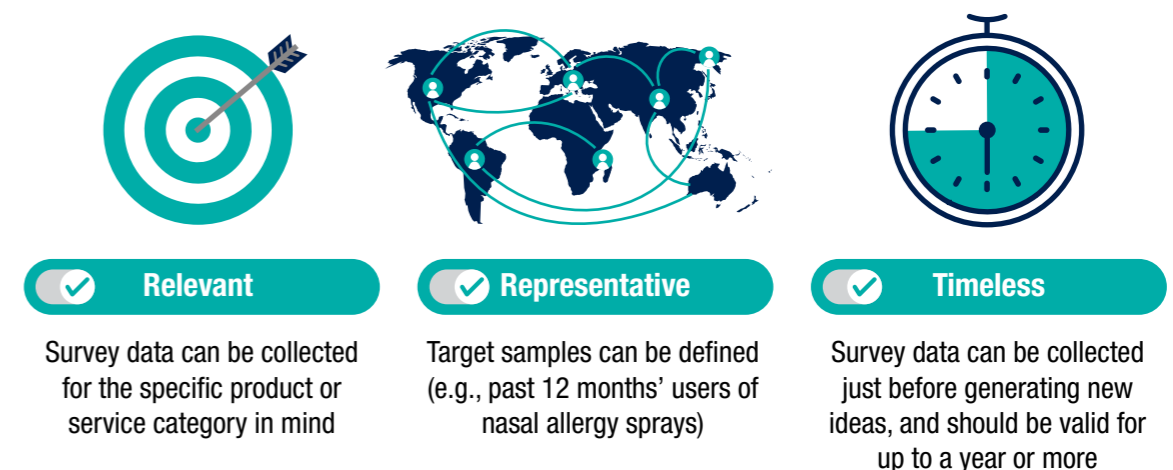 Relevant
Survey data can be collected
for the specific product or
service category in mind
Representative
Target samples can be defined
(e.g., past 12 months’ users of
nasal allergy sprays)
Timeless
Survey data can be collected
just before generating new
ideas, and should be valid for
up to a year or more